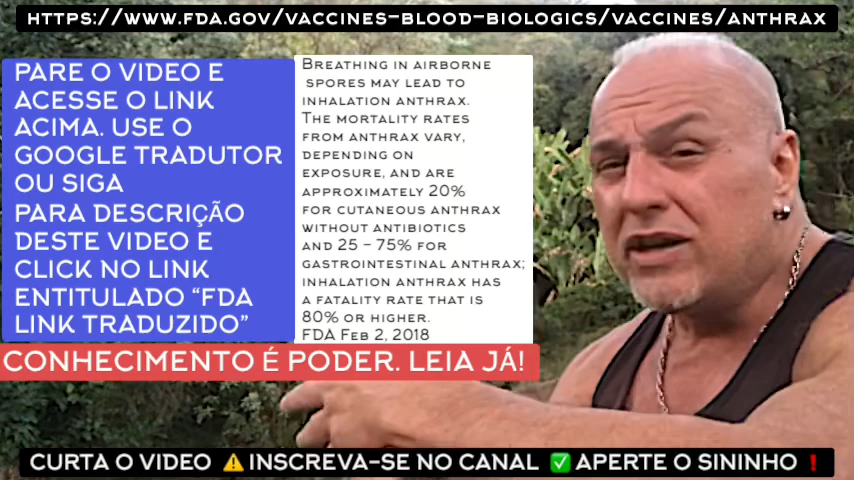 HTTPS://WWW.FDA.GOV/VACCINES-BLOOD-BIOLOGICS/VACCINES/ANTHRAX
PARE O VIDEO E
ACESSE O LINK
ACIMA. USE O
GOOGLE TRADUTOR
OU SIGA
PARA DESCRIÇÃO
DESTE VIDEO E
CLICK NO LINK
ENTITULADO “FDA
LINK TRADUZIDO”
BREATHING IN AIRBORNE
SPORES MAY LEAD TO
INHALATION ANTHRAX.
THE MORTALITY RATES
FROM ANTHRAX VARY,
DEPENDING ON
EXPOSURE, AND ARE
APPROXIMATELY 20%
FOR CUTANEOUS ANTHRAX
WITHOUT ANTIBIOTICS
AND 25 – 75% FOR
GASTROINTESTINAL ANTHRAX;
INHALATION ANTHRAX HAS
A FATALITY RATE THAT IS
80% OR HIGHER.
FDA FEB 2, 2018
CONHECIMENTO É PODER. LEIA JÁ!
CURTA O VIDEO ⚠️ INSCREVA-SE NO CANAL ✅ APERTE O SININHO ❗